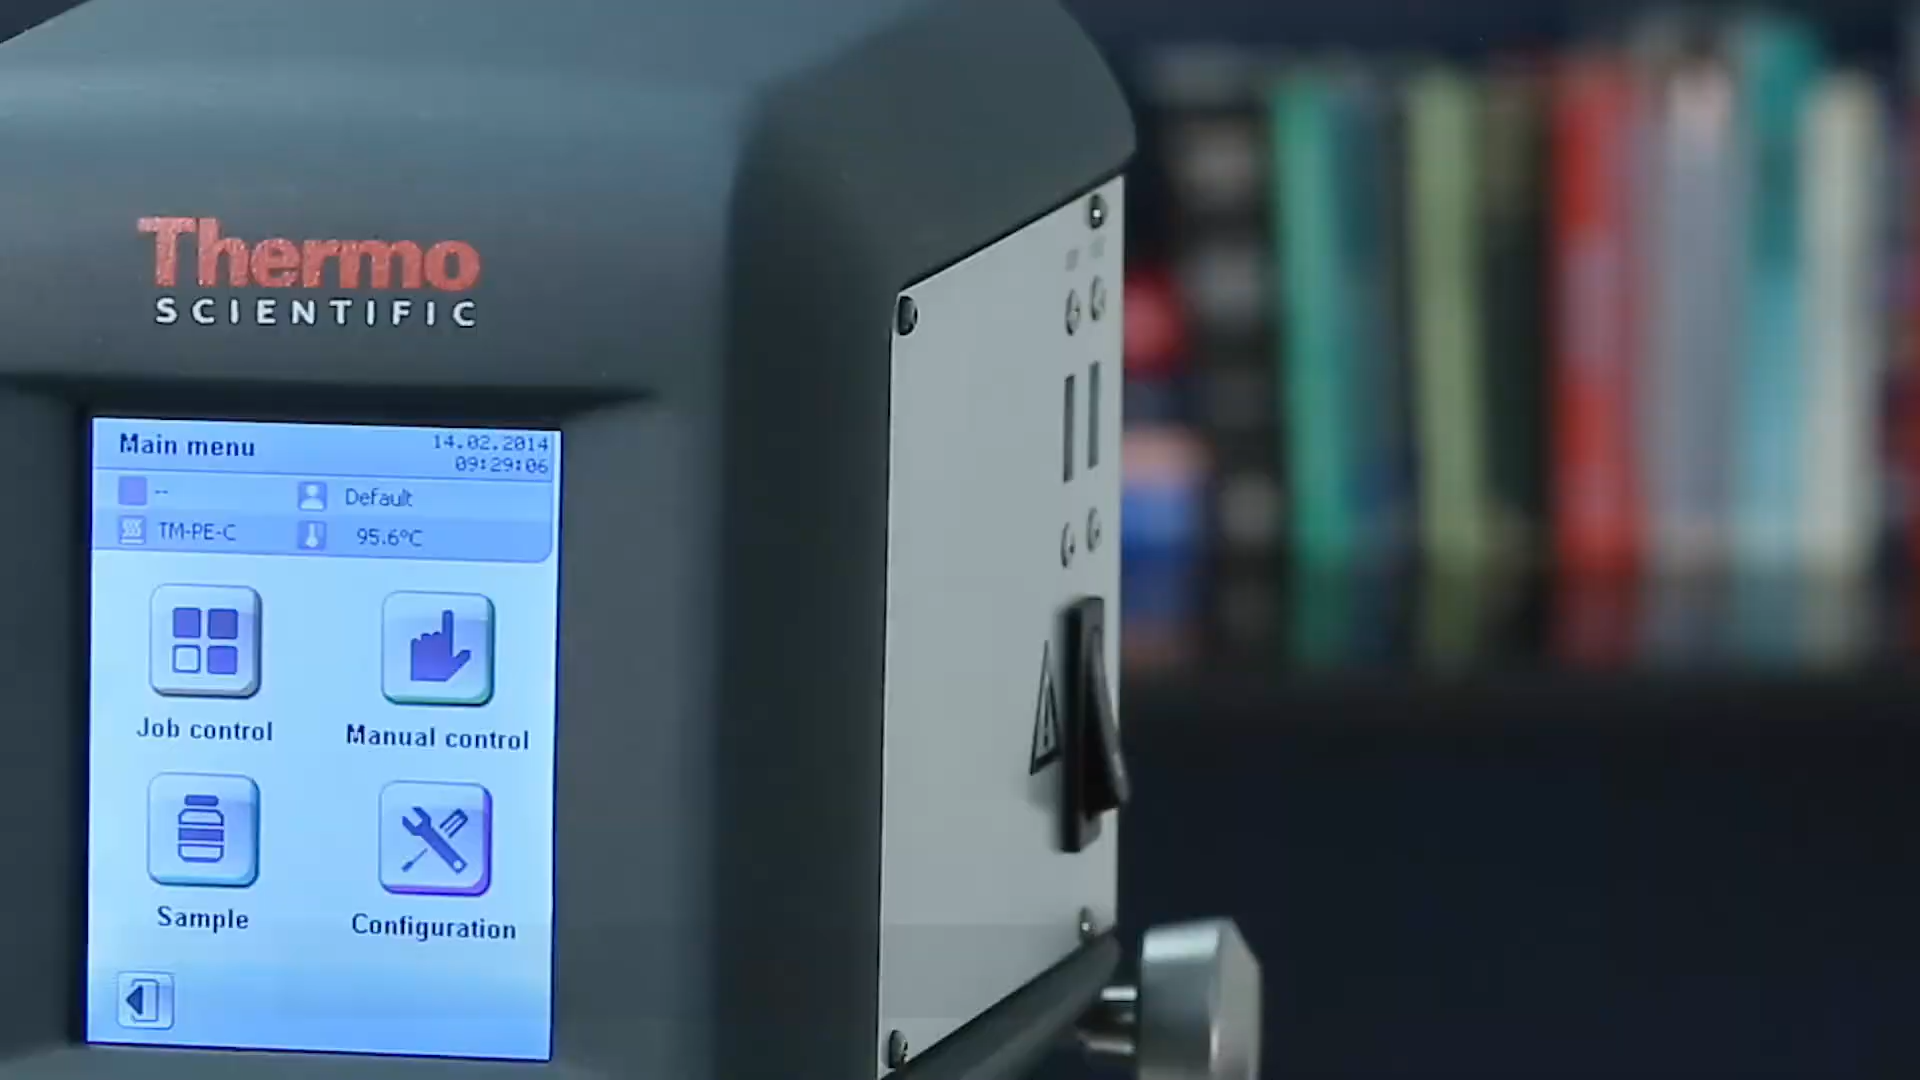 Thermo
SCIENTIFIC
Main menu
14.02.2014
09:29:06
--
Default
TM-PE-C
95.6°C
Job control
Manual control
Sample
Configuration